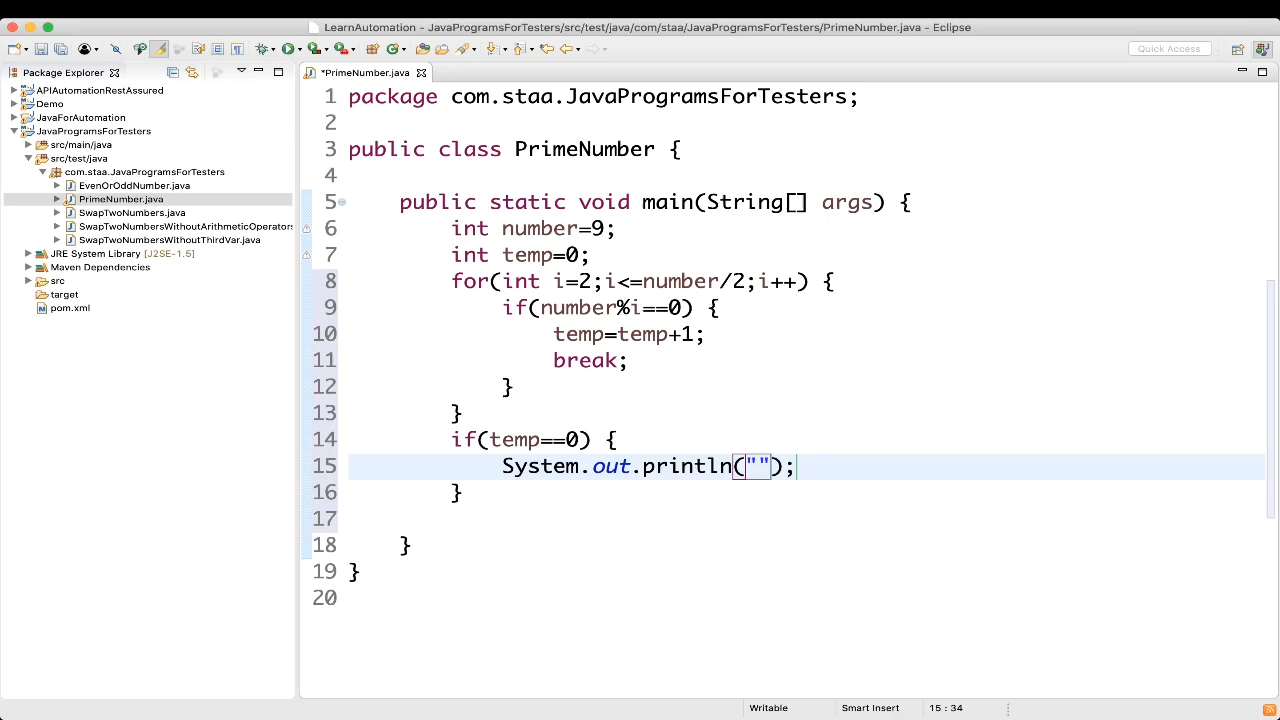 LearnAutomation - JavaProgramsForTesters/src/test/java/com/staa/JavaProgramsForTesters/PrimeNumber.java - Eclipse
Quick Access
Package Explorer
APIAutomationRestAssured
Demo
JavaForAutomation
JavaProgramsForTesters
src/main/java
src/test/java
com.staa.JavaProgramsForTesters
EvenOrOddNumber.java
PrimeNumber.java
SwapTwoNumbers.java
SwapTwoNumbersWithoutArithmeticOperators
SwapTwoNumbersWithoutThirdVar.java
JRE System Library [J2SE-1.5]
Maven Dependencies
src
target
pom.xml
*PrimeNumber.java
1 package com.staa.JavaProgramsForTesters;
2
3 public class PrimeNumber {
4
5 public static void main(String[] args) {
6 int number=9;
7 int temp=0;
8 for(int i=2;i<=number/2;i++) {
9 if(number%i==0) {
10 temp=temp+1;
11 break;
12 }
13 }
14 if(temp==0) {
15 System.out.println("");
16 }
17
18 }
19 }
20
Writable Smart Insert 15 : 34